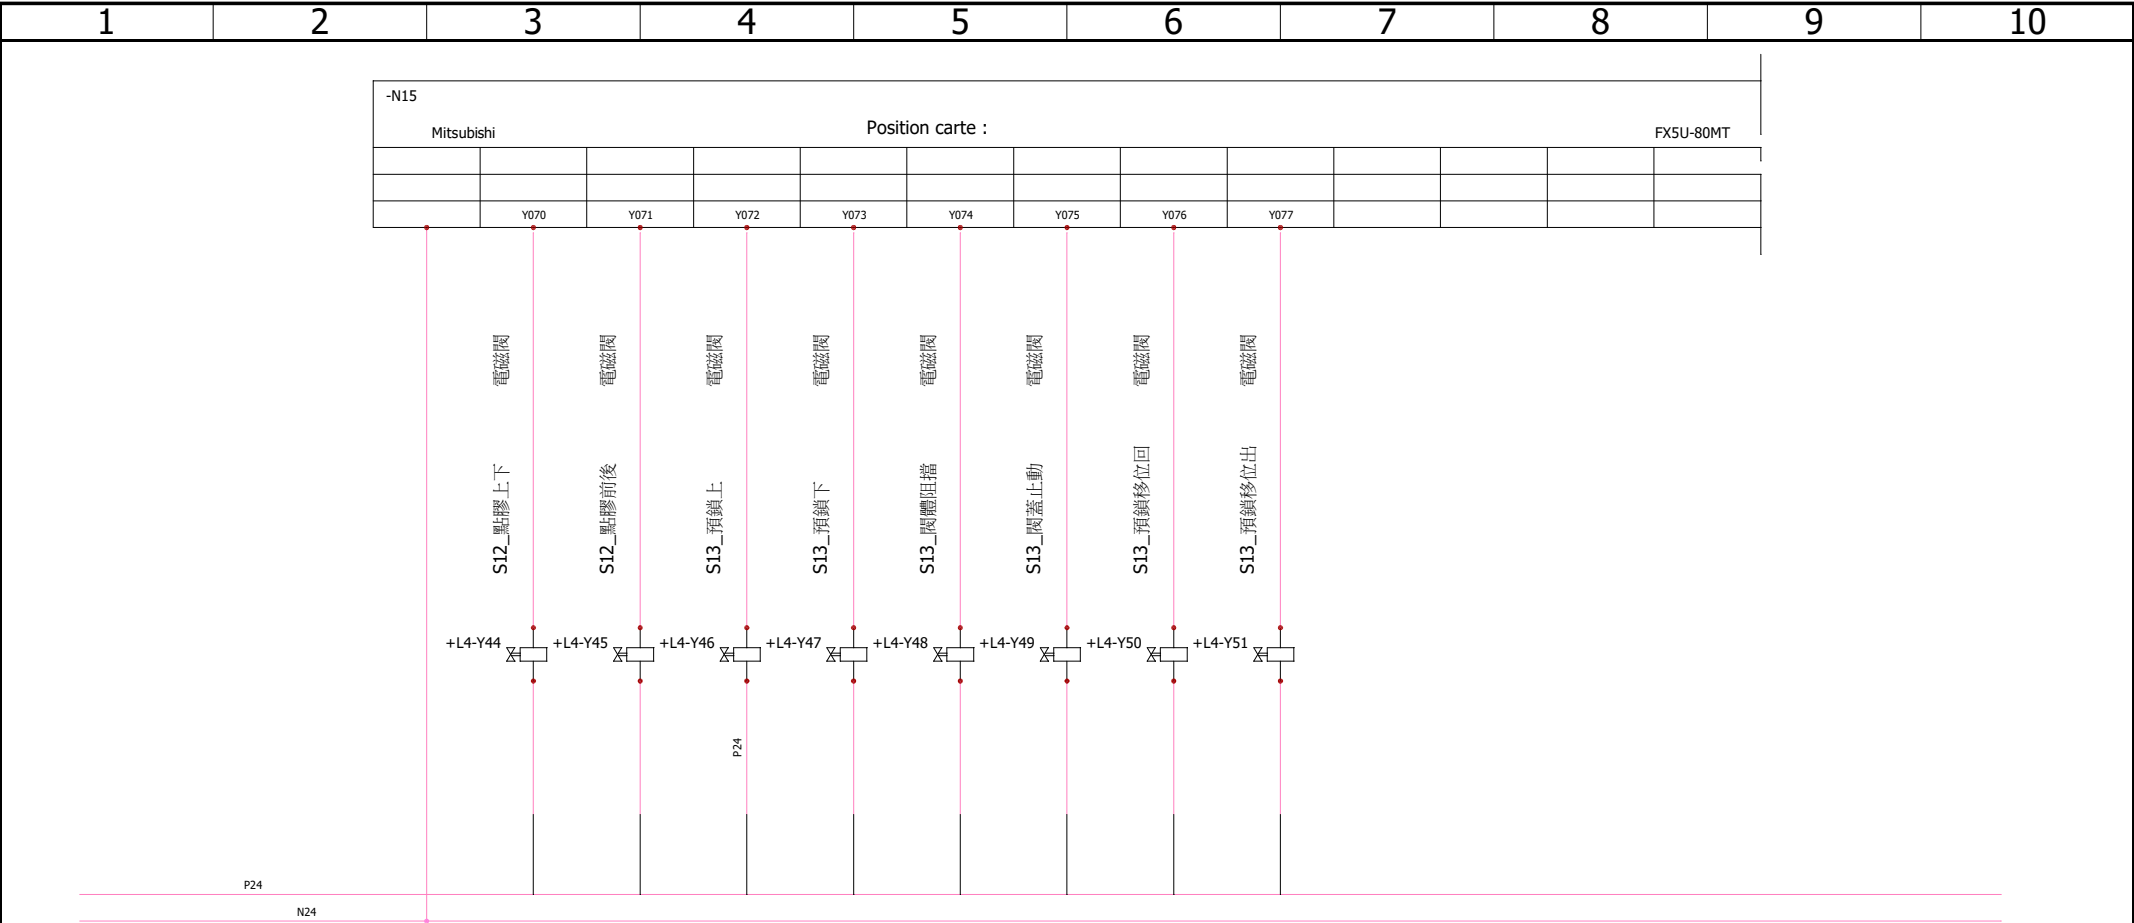 1 2 3 4 5 6 7 8 9 10
-N15
Mitsubishi Position carte : FX5U-80MT
Y070 Y071 Y072 Y073 Y074 Y075 Y076 Y077
電磁閥 電磁閥 電磁閥 電磁閥 電磁閥 電磁閥 電磁閥 電磁閥
S12_點膠上下
S12_點膠前後
S13_預鎖上
S13_預鎖下
S13_閥體阻擋
S13_閥蓋止動
S13_預鎖移位回
S13_預鎖移位出
+L4-Y44 +L4-Y45 +L4-Y46 +L4-Y47 +L4-Y48 +L4-Y49 +L4-Y50 +L4-Y51
P24
P24
N24